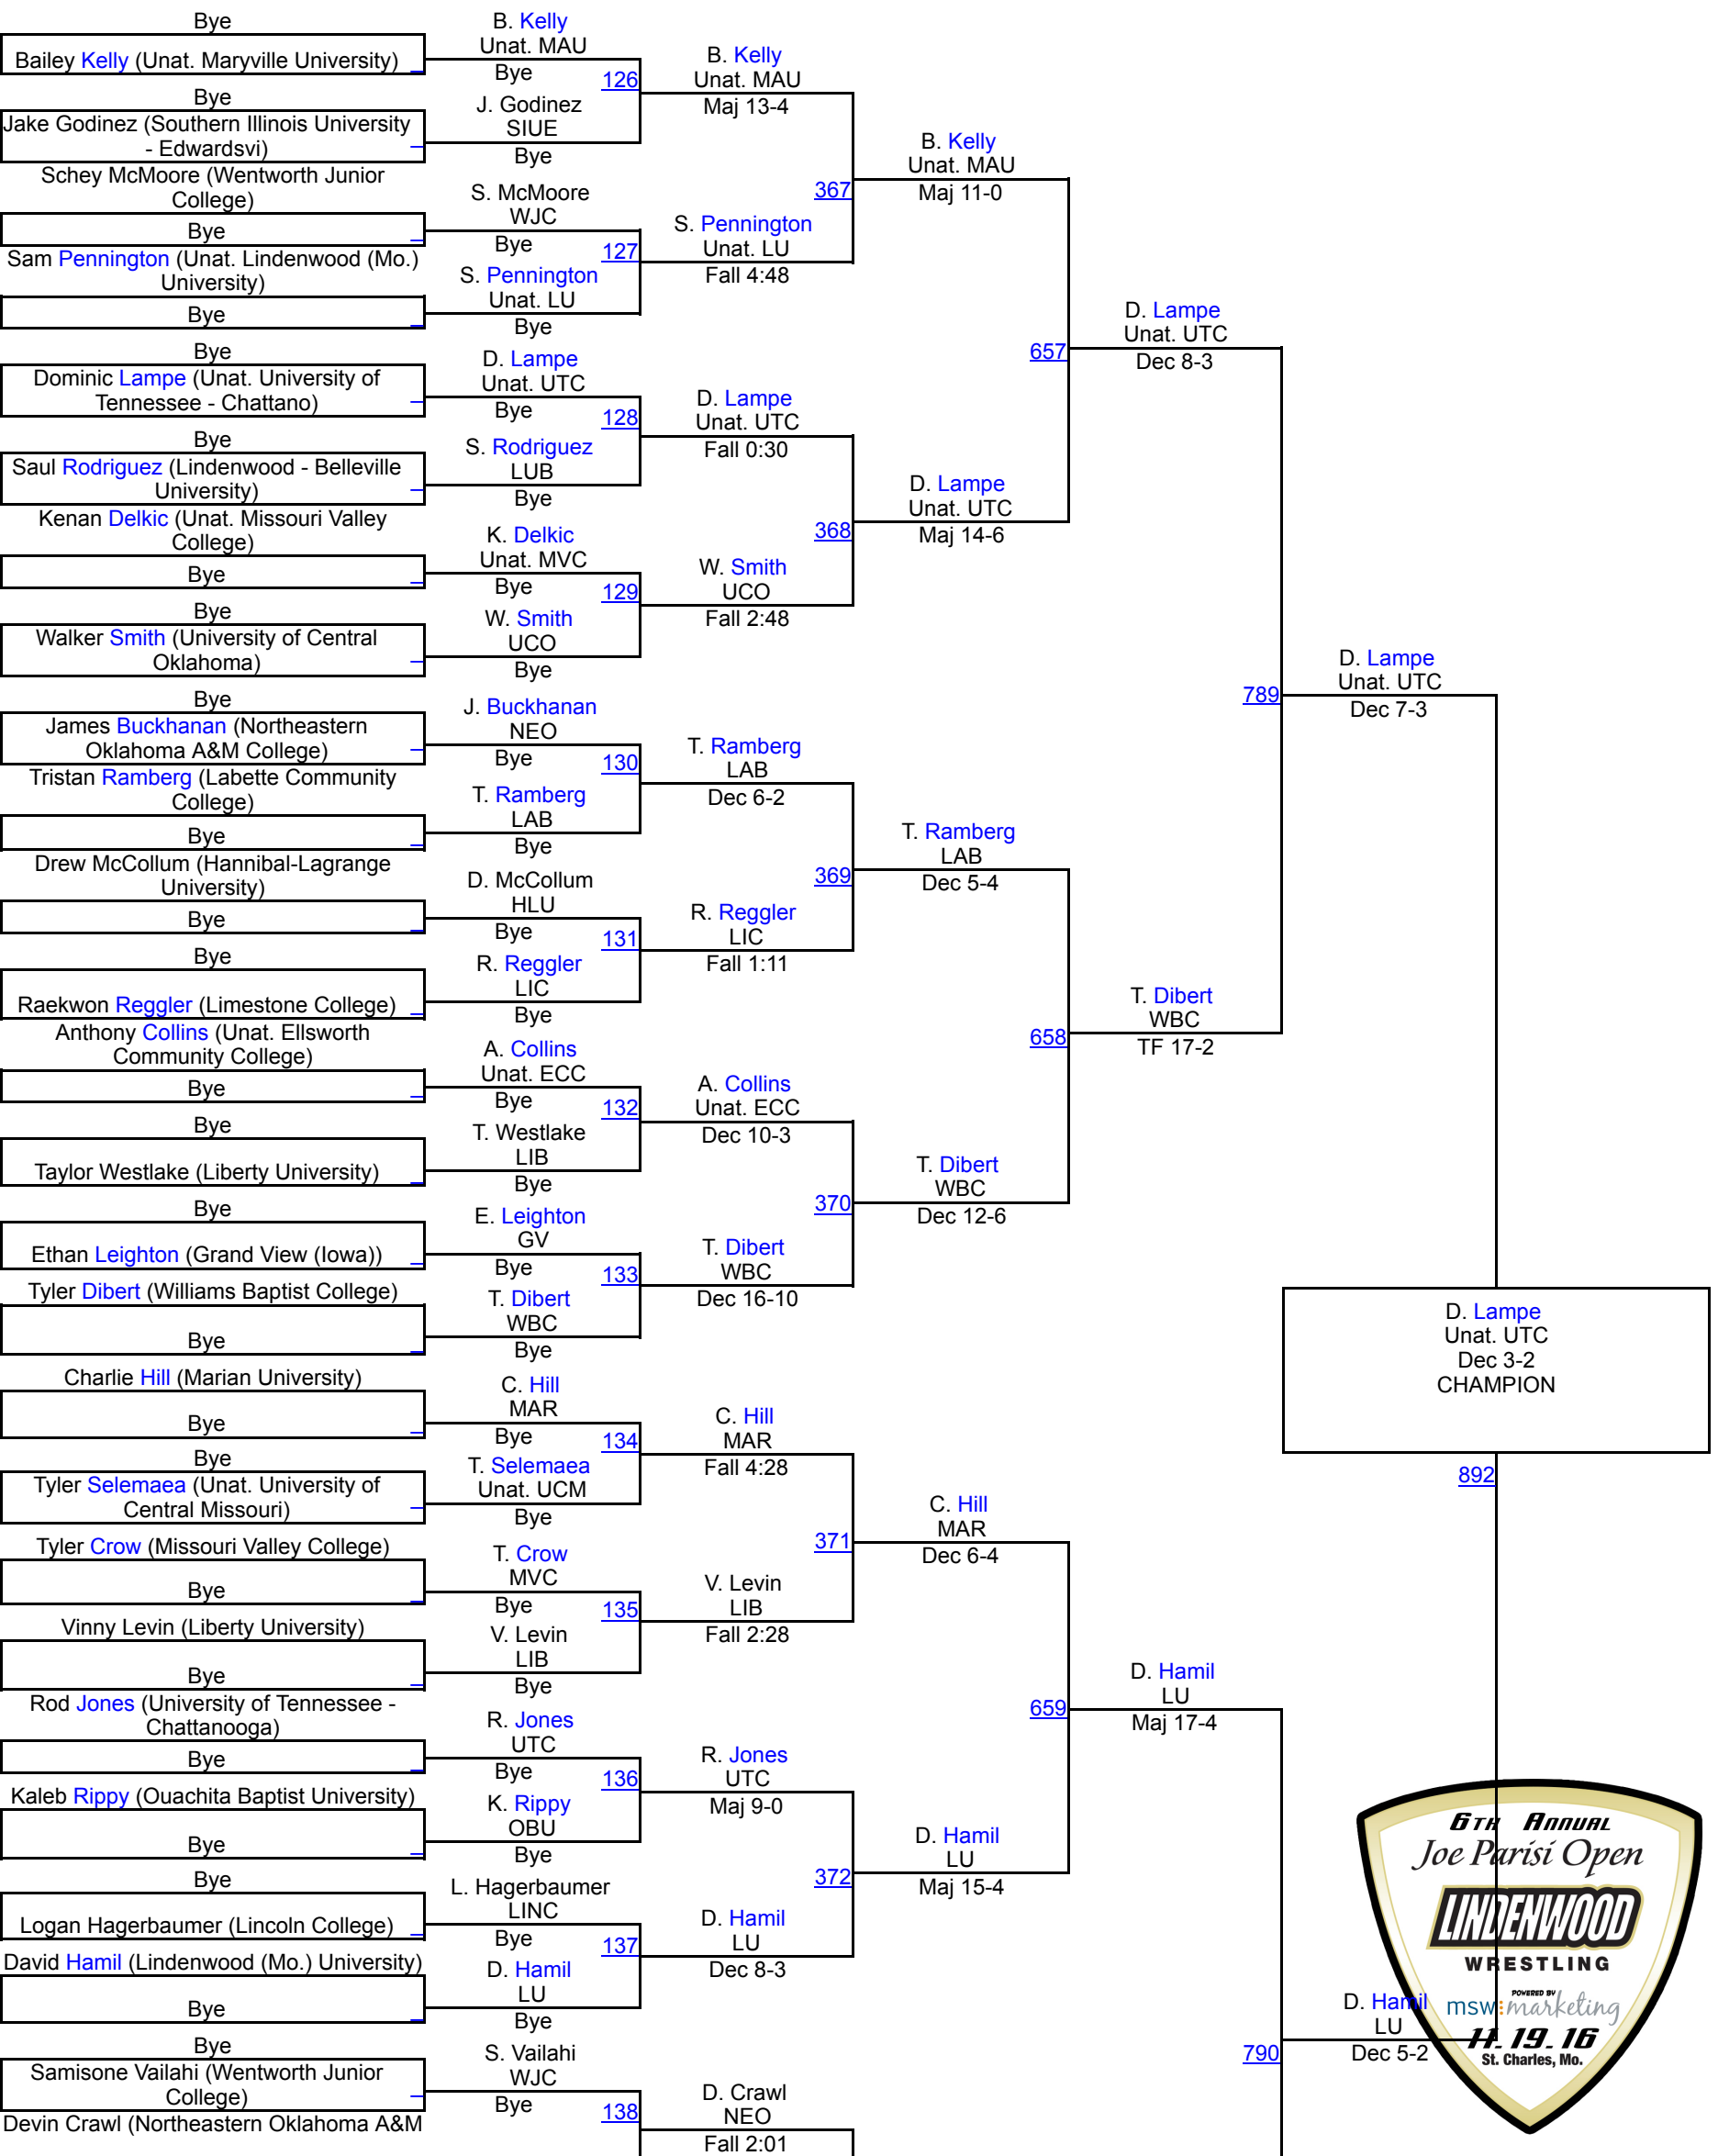 Bye
Bailey Kelly (Unat. Maryville University)
Bye
Jake Godinez (Southern Illinois University
- Edwardsvi)
Schey McMoore (Wentworth Junior
College)
Bye
Sam Pennington (Unat. Lindenwood (Mo.)
University)
Bye
Bye
Dominic Lampe (Unat. University of
Tennessee - Chattano)
Bye
Saul Rodriguez (Lindenwood - Belleville
University)
Kenan Delkic (Unat. Missouri Valley
College)
Bye
Bye
Walker Smith (University of Central
Oklahoma)
Bye
James Buckhanan (Northeastern
Oklahoma A&M College)
Tristan Ramberg (Labette Community
College)
Bye
Drew McCollum (Hannibal-Lagrange
University)
Bye
Bye
Raekwon Reggler (Limestone College)
Anthony Collins (Unat. Ellsworth
Community College)
Bye
Bye
Taylor Westlake (Liberty University)
Bye
Ethan Leighton (Grand View (Iowa))
Tyler Dibert (Williams Baptist College)
Bye
Charlie Hill (Marian University)
Bye
Bye
Tyler Selemaea (Unat. University of
Central Missouri)
Tyler Crow (Missouri Valley College)
Bye
Vinny Levin (Liberty University)
Bye
Rod Jones (University of Tennessee -
Chattanooga)
Bye
Kaleb Rippy (Ouachita Baptist University)
Bye
Bye
Logan Hagerbaumer (Lincoln College)
David Hamil (Lindenwood (Mo.) University)
Bye
Bye
Samisone Vailahi (Wentworth Junior
College)
Devin Crawl (Northeastern Oklahoma A&M
B. Kelly
Unat. MAU
Bye
126
J. Godinez
SIUE
Bye
S. McMoore
WJC
Bye
127
S. Pennington
Unat. LU
Bye
D. Lampe
Unat. UTC
Bye
128
S. Rodriguez
LUB
Bye
K. Delkic
Unat. MVC
Bye
129
W. Smith
UCO
Bye
J. Buckhanan
NEO
Bye
130
T. Ramberg
LAB
Bye
D. McCollum
HLU
Bye
131
R. Reggler
LIC
Bye
A. Collins
Unat. ECC
Bye
132
T. Westlake
LIB
Bye
E. Leighton
GV
Bye
133
T. Dibert
WBC
Bye
C. Hill
MAR
Bye
134
T. Selemaea
Unat. UCM
Bye
T. Crow
MVC
Bye
135
V. Levin
LIB
Bye
R. Jones
UTC
Bye
136
K. Rippy
OBU
Bye
L. Hagerbaumer
LINC
Bye
137
D. Hamil
LU
Bye
S. Vailahi
WJC
Bye
138
B. Kelly
Unat. MAU
Maj 13-4
367
S. Pennington
Unat. LU
Fall 4:48
D. Lampe
Unat. UTC
Fall 0:30
368
W. Smith
UCO
Fall 2:48
T. Ramberg
LAB
Dec 6-2
369
R. Reggler
LIC
Fall 1:11
A. Collins
Unat. ECC
Dec 10-3
370
T. Dibert
WBC
Dec 16-10
C. Hill
MAR
Fall 4:28
371
V. Levin
LIB
Fall 2:28
R. Jones
UTC
Maj 9-0
372
D. Hamil
LU
Dec 8-3
D. Crawl
NEO
Fall 2:01
B. Kelly
Unat. MAU
Maj 11-0
657
D. Lampe
Unat. UTC
Maj 14-6
T. Ramberg
LAB
Dec 5-4
658
T. Dibert
WBC
Dec 12-6
C. Hill
MAR
Dec 6-4
659
D. Hamil
LU
Maj 15-4
D. Lampe
Unat. UTC
Dec 8-3
789
T. Dibert
WBC
TF 17-2
D. Hamil
LU
Maj 17-4
790
D. Lampe
Unat. UTC
Dec 7-3
D. Lampe
Unat. UTC
Dec 3-2
CHAMPION
892
D. Hamil
LU
Dec 5-2
6TH ANNUAL
Joe Parisi Open
LINDENWOOD
WRESTLING
POWERED BY
msw:marketing
11.19.16
St. Charles, Mo.